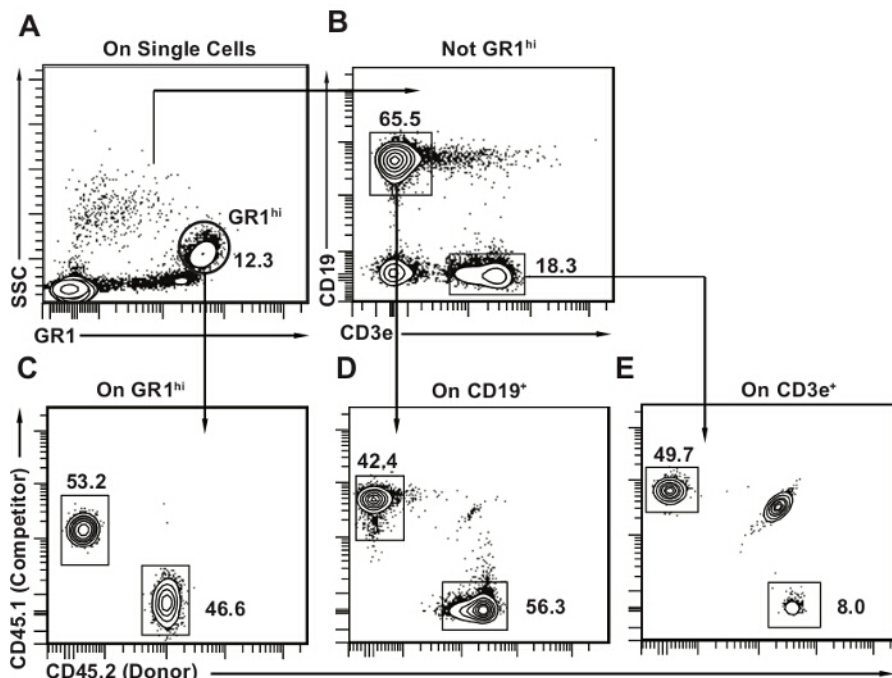 A
On Single Cells
SSC
GR1
GR1hi
12.3
B
Not GR1hi
CD19
CD3e
65.5
18.3
C
On GR1hi
CD45.1 (Competitor)
53.2
46.6
D
On CD19+
42.4
56.3
E
On CD3e+
49.7
8.0
CD45.2 (Donor)